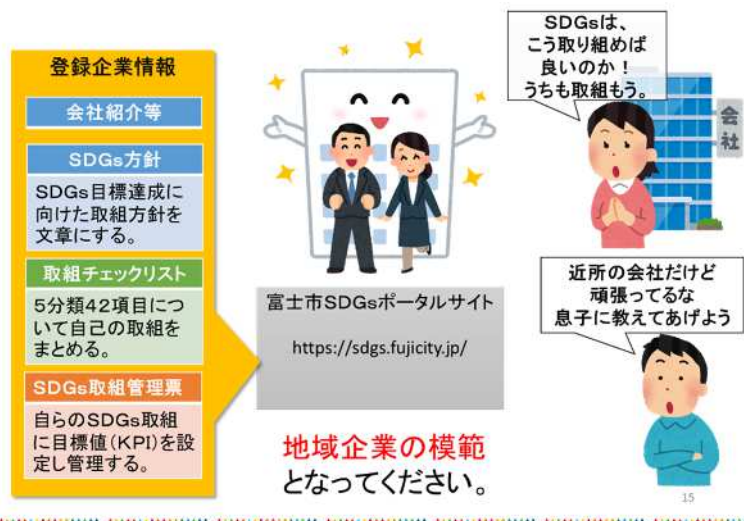 登録企業情報
会社紹介等
SDGs方針
SDGs目標達成に
向けた取組方針を
文章にする。
取組チェックリスト
5分類42項目につ
いて自己の取組を
まとめる。
SDGs取組管理票
自らのSDGs取組
に目標値(KPI)を設
定し管理する。
富士市SDGsポータルサイト
https://sdgs.fujicity.jp/
地域企業の模範
となってください。
SDGsは、
こう取り組めば
良いのか！
うちも取組もう。
会社
近所の会社だけど
頑張ってるな
息子に教えてあげよう
15